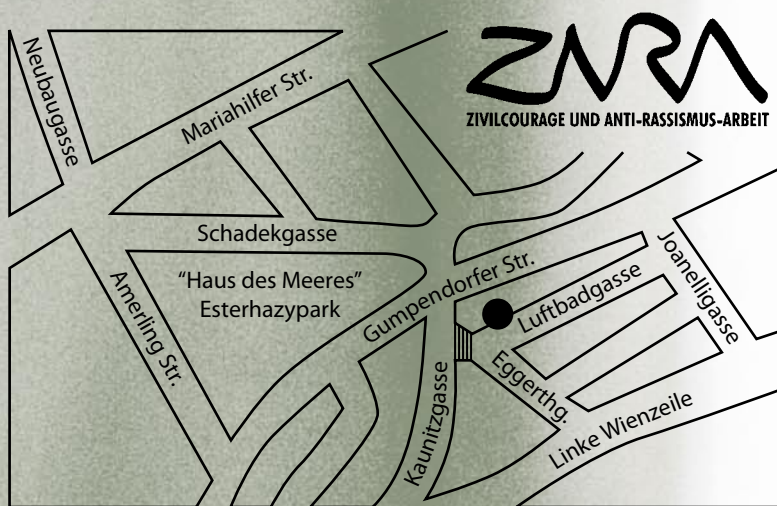 ZARA
ZIVILCOURAGE UND ANTI-RASSISMUS-ARBEIT
Neubaugasse
Mariahilfer Str.
Schadekgasse
"Haus des Meeres"
Esterhazypark
Amerling Str.
Gumpendorfer Str.
Joanelligasse
Luftbadgasse
Eggerthg.
Kaunitzgasse
Linke Wienzeile